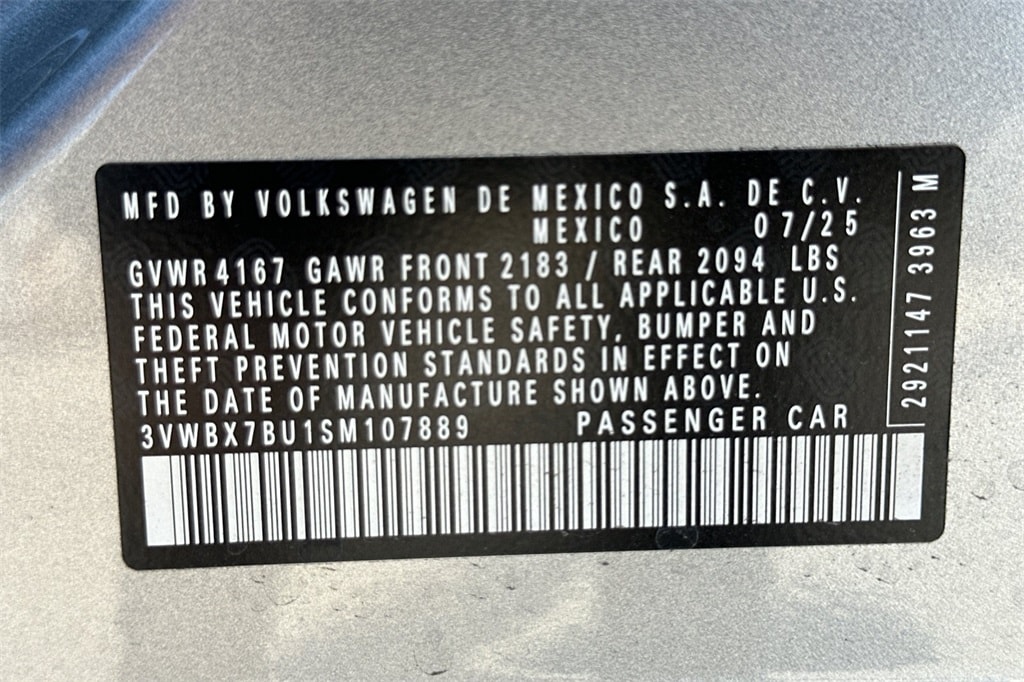 MFD BY VOLKSWAGEN DE MEXICO S.A. DE C.V.
MEXICO 07/25
GVWR 4167 GAWR FRONT 2183 / REAR 2094 LBS
THIS VEHICLE CONFORMS TO ALL APPLICABLE U.S.
FEDERAL MOTOR VEHICLE SAFETY, BUMPER AND
THEFT PREVENTION STANDARDS IN EFFECT ON
THE DATE OF MANUFACTURE SHOWN ABOVE.
3VWBX7BU1SM107889 PASSENGER CAR
2921147 3963 M